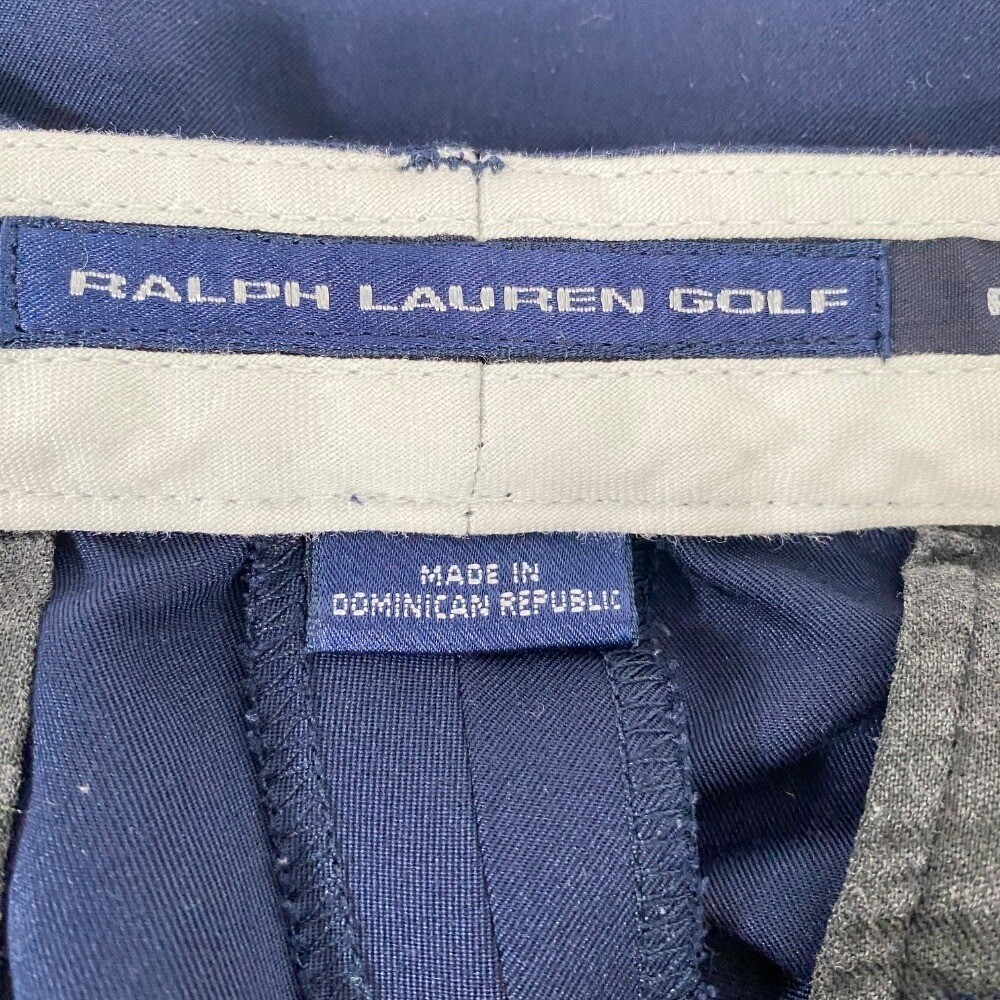 RALPH LAUREN GOLF
MADE IN
DOMINICAN REPUBLIC